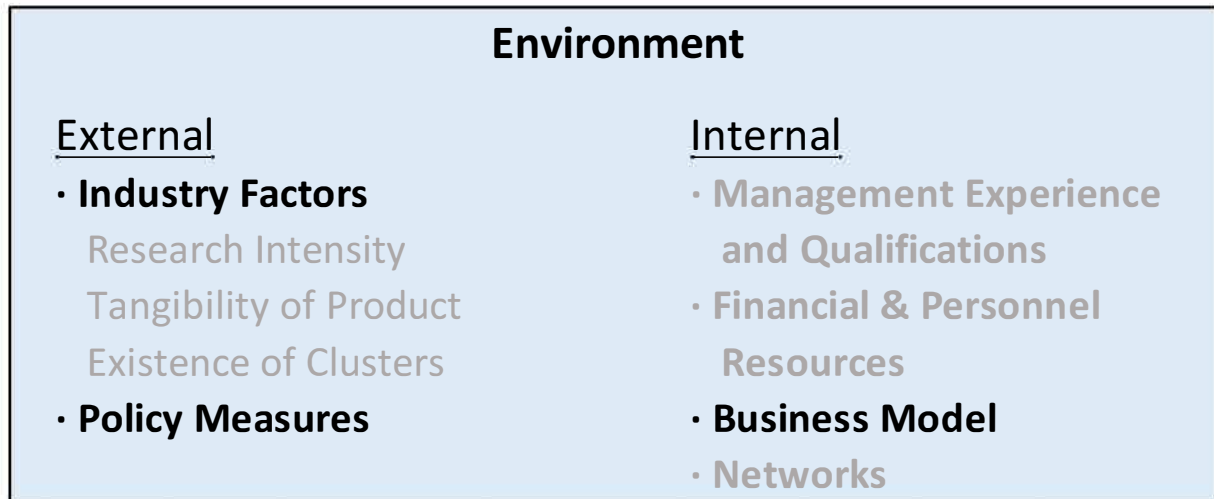 Environment
External
· Industry Factors
Research Intensity
Tangibility of Product
Existence of Clusters
· Policy Measures
Internal
· Management Experience
and Qualifications
· Financial & Personnel
Resources
· Business Model
· Networks